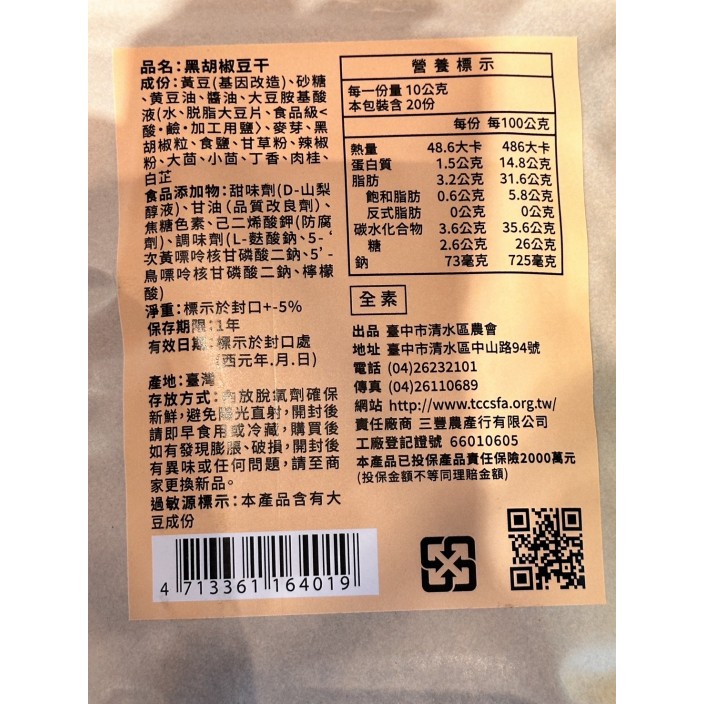 品名:黑胡椒豆干
成份:黃豆(基因改造)、砂糖
、黃豆油、醬油、大豆胺基酸
液(水、脫脂大豆片、食品級<
酸·鹼·加工用鹽>)、麥芽、黑
胡椒粒、食鹽、甘草粉、辣椒
粉、大茴、小茴、丁香、肉桂、
白芷
食品添加物:甜味劑(D-山梨
醇液)、甘油(品質改良劑)、
焦糖色素、己二烯酸鉀(防腐
劑)、調味劑(L-麩酸鈉、5-‘
次黃嘌呤核甘磷酸二鈉、5’-
鳥嘌呤核甘磷酸二鈉、檸檬
酸)
淨重:標示於封口+-5%
保存期限:1年
有效日期:標示於封口處
(西元年.月.日)
產地:臺灣
存放方式:內放脫氧劑確保
新鮮,避免陽光直射,開封後
請即早食用或冷藏,購買後
如有發現膨脹、破損,開封後
有異味或任何問題,請至商
家更換新品。
過敏源標示:本產品含有大
豆成份
4 713361 164019
營養標示
每一份量 10公克
本包裝含 20份
每份 每100公克
熱量 48.6大卡 486大卡
蛋白質 1.5公克 14.8公克
脂肪 3.2公克 31.6公克
飽和脂肪 0.6公克 5.8公克
反式脂肪 0公克 0公克
碳水化合物 3.6公克 35.6公克
糖 2.6公克 26公克
鈉 73毫克 725毫克
全素
出品 臺中市清水區農會
地址 臺中市清水區中山路94號
電話 (04)26232101
傳真 (04)26110689
網站 http://www.tccsfa.org.tw/
責任廠商 三豐農產行有限公司
工廠登記證號 66010605
本產品已投保產品責任保險2000萬元
(投保金額不等同理賠金額)